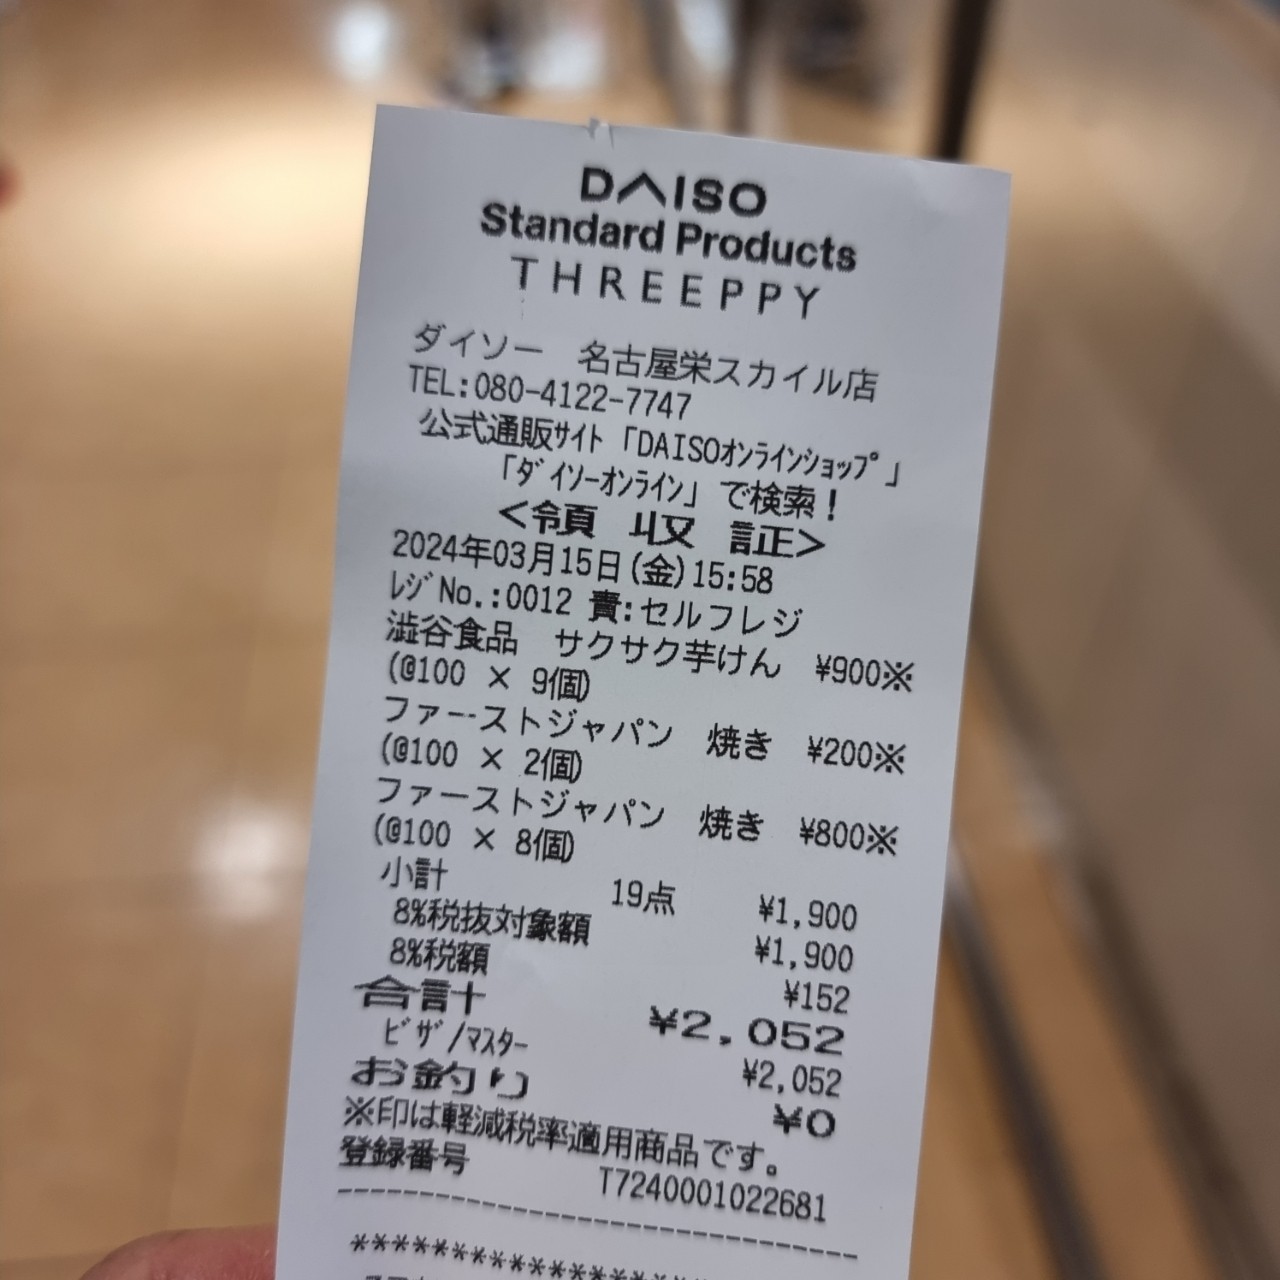 DAISO
Standard Products
THREEPPY
ダイソー　名古屋栄スカイル店
TEL:080-4122-7747
公式通販ｻｲﾄ「DAISOｵﾝﾗｲﾝｼｮｯﾌﾟ」
「ﾀﾞｲｿｰｵﾝﾗｲﾝ」で検索!
<領　収　証>
2024年03月15日(金)15:58
ﾚｼﾞNo.:0012 責:セルフレジ
澁谷食品　サクサク芋けん　¥900※
(@100 × 9個)
ファーストジャパン　焼き　¥200※
(@100 × 2個)
ファーストジャパン　焼き　¥800※
(@100 × 8個)
小計　19点　¥1,900
8%税抜対象額　¥1,900
8%税額　¥152
合計　¥2,052
ﾋﾞｻﾞ/ﾏｽﾀｰ　¥2,052
お釣り　¥0
※印は軽減税率適用商品です。
登録番号　T7240001022681